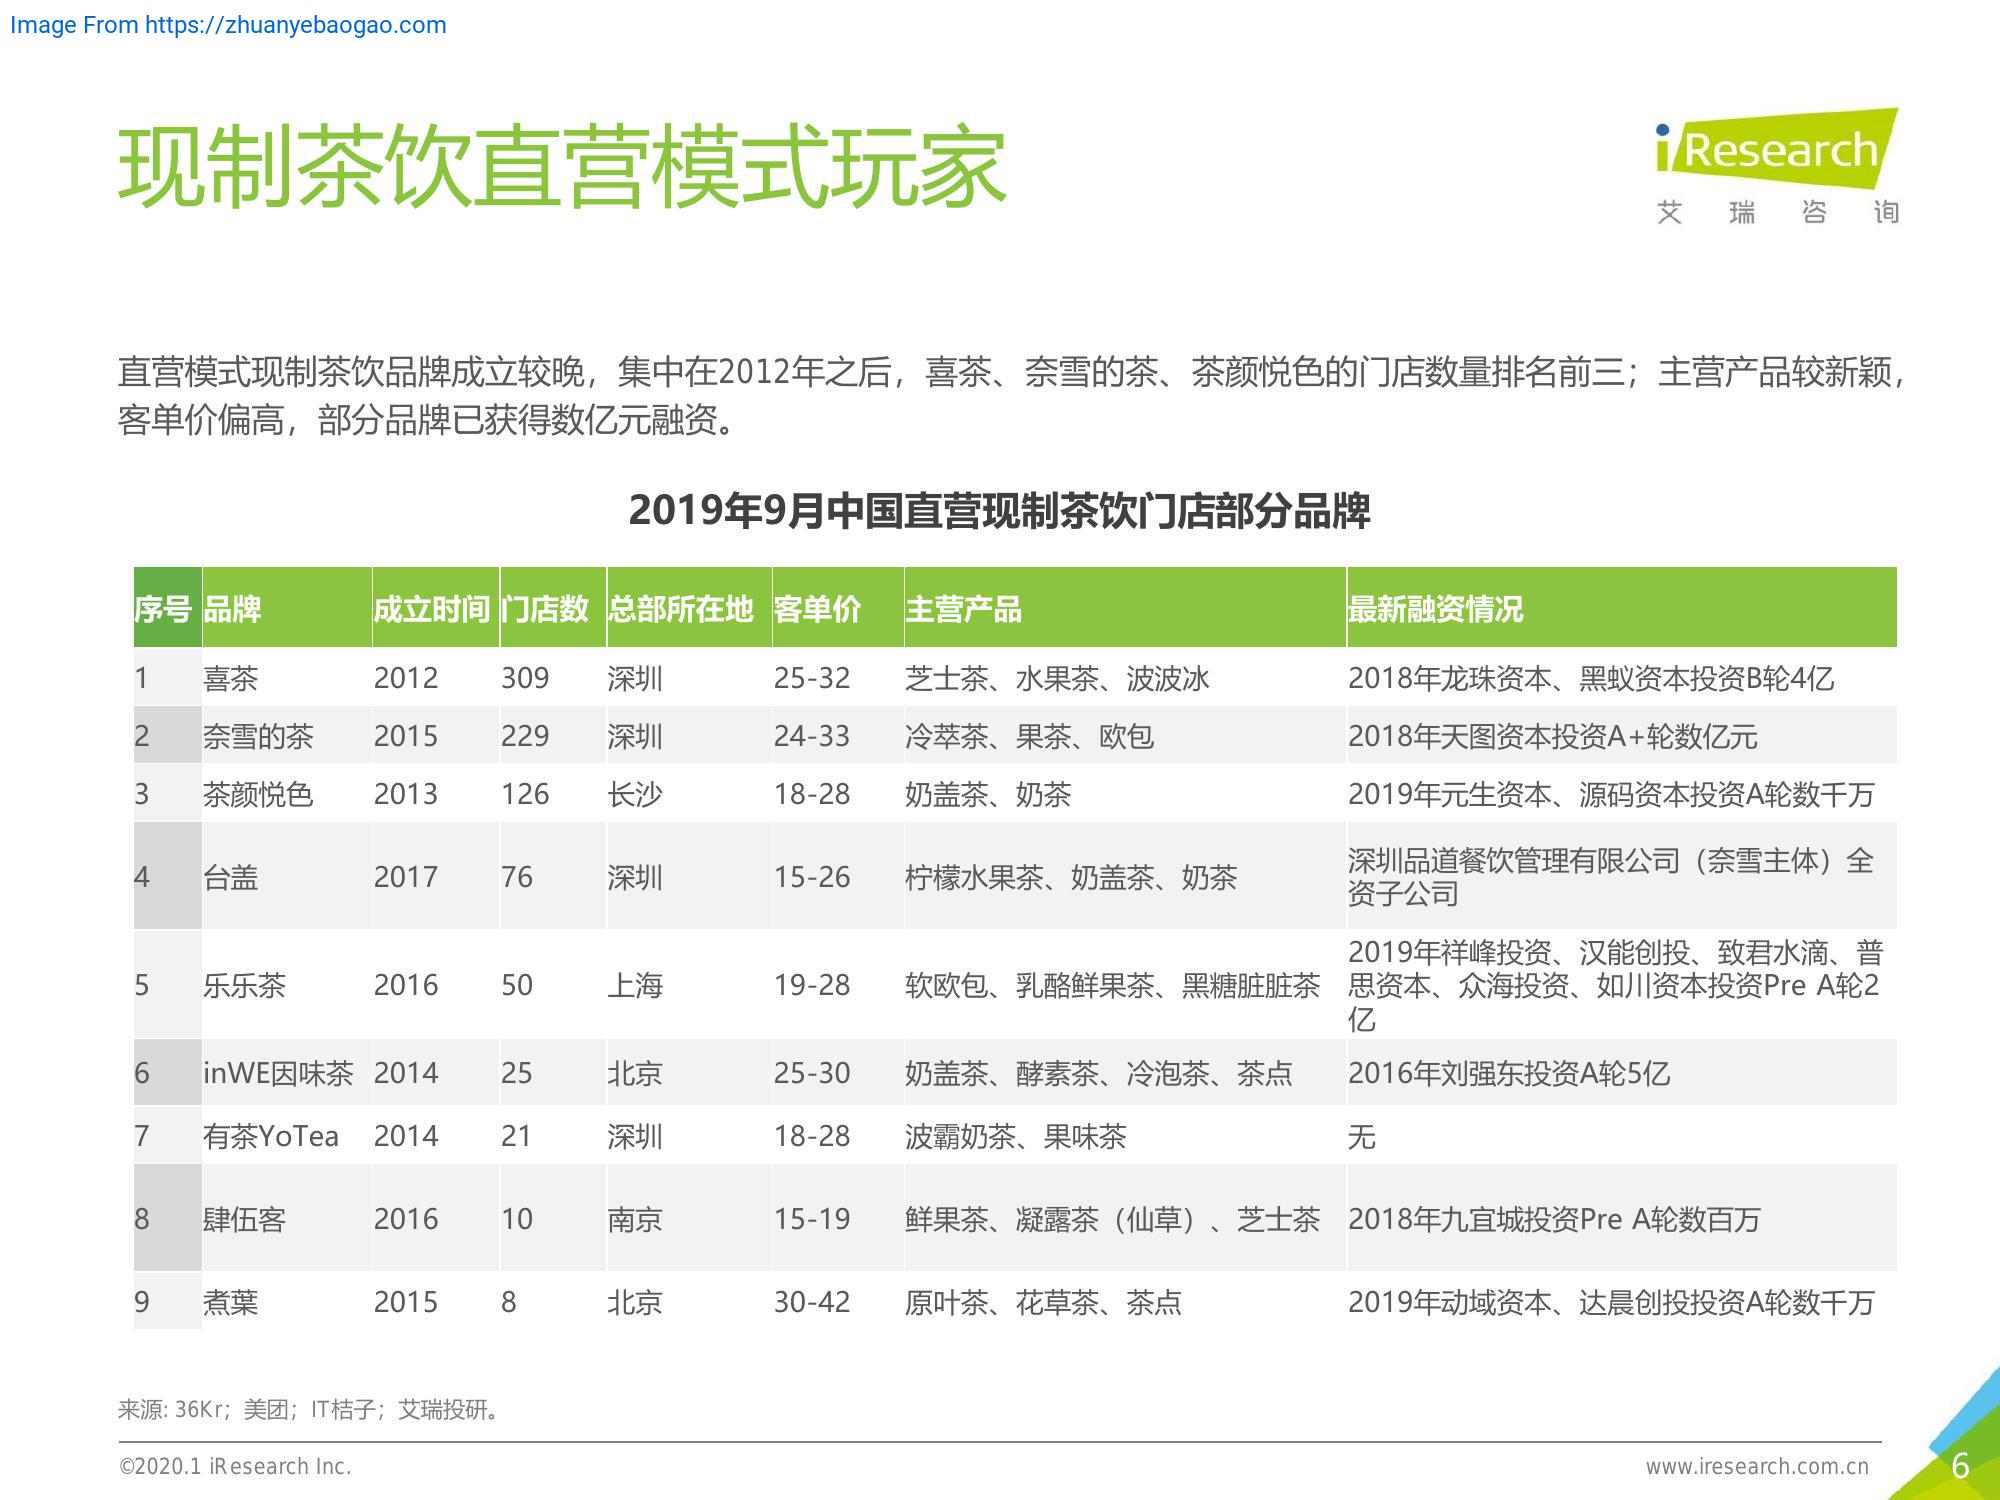 Image From https://zhuanyebaogao.com
现制茶饮直营模式玩家
iResearch
艾瑞咨询
直营模式现制茶饮品牌成立较晚，集中在2012年之后，喜茶、奈雪的茶、茶颜悦色的门店数量排名前三；主营产品较新颖，
客单价偏高，部分品牌已获得数亿元融资。
2019年9月中国直营现制茶饮门店部分品牌
序号 品牌 成立时间 门店数 总部所在地 客单价 主营产品 最新融资情况
1 喜茶 2012 309 深圳 25-32 芝士茶、水果茶、波波冰 2018年龙珠资本、黑蚁资本投资B轮4亿
2 奈雪的茶 2015 229 深圳 24-33 冷萃茶、果茶、欧包 2018年天图资本投资A+轮数亿元
3 茶颜悦色 2013 126 长沙 18-28 奶盖茶、奶茶 2019年元生资本、源码资本投资A轮数千万
4 台盖 2017 76 深圳 15-26 柠檬水果茶、奶盖茶、奶茶 深圳品道餐饮管理有限公司（奈雪主体）全
资子公司
5 乐乐茶 2016 50 上海 19-28 软欧包、乳酪鲜果茶、黑糖脏脏茶 2019年祥峰投资、汉能创投、致君水滴、普
思资本、众海投资、如川资本投资Pre A轮2
亿
6 inWE因味茶 2014 25 北京 25-30 奶盖茶、酵素茶、冷泡茶、茶点 2016年刘强东投资A轮5亿
7 有茶YoTea 2014 21 深圳 18-28 波霸奶茶、果味茶 无
8 肆伍客 2016 10 南京 15-19 鲜果茶、凝露茶（仙草）、芝士茶 2018年九宜城投资Pre A轮数百万
9 煮葉 2015 8 北京 30-42 原叶茶、花草茶、茶点 2019年动域资本、达晨创投投资A轮数千万
来源: 36Kr；美团；IT桔子；艾瑞投研。
©2020.1 iResearch Inc.
www.iresearch.com.cn
6